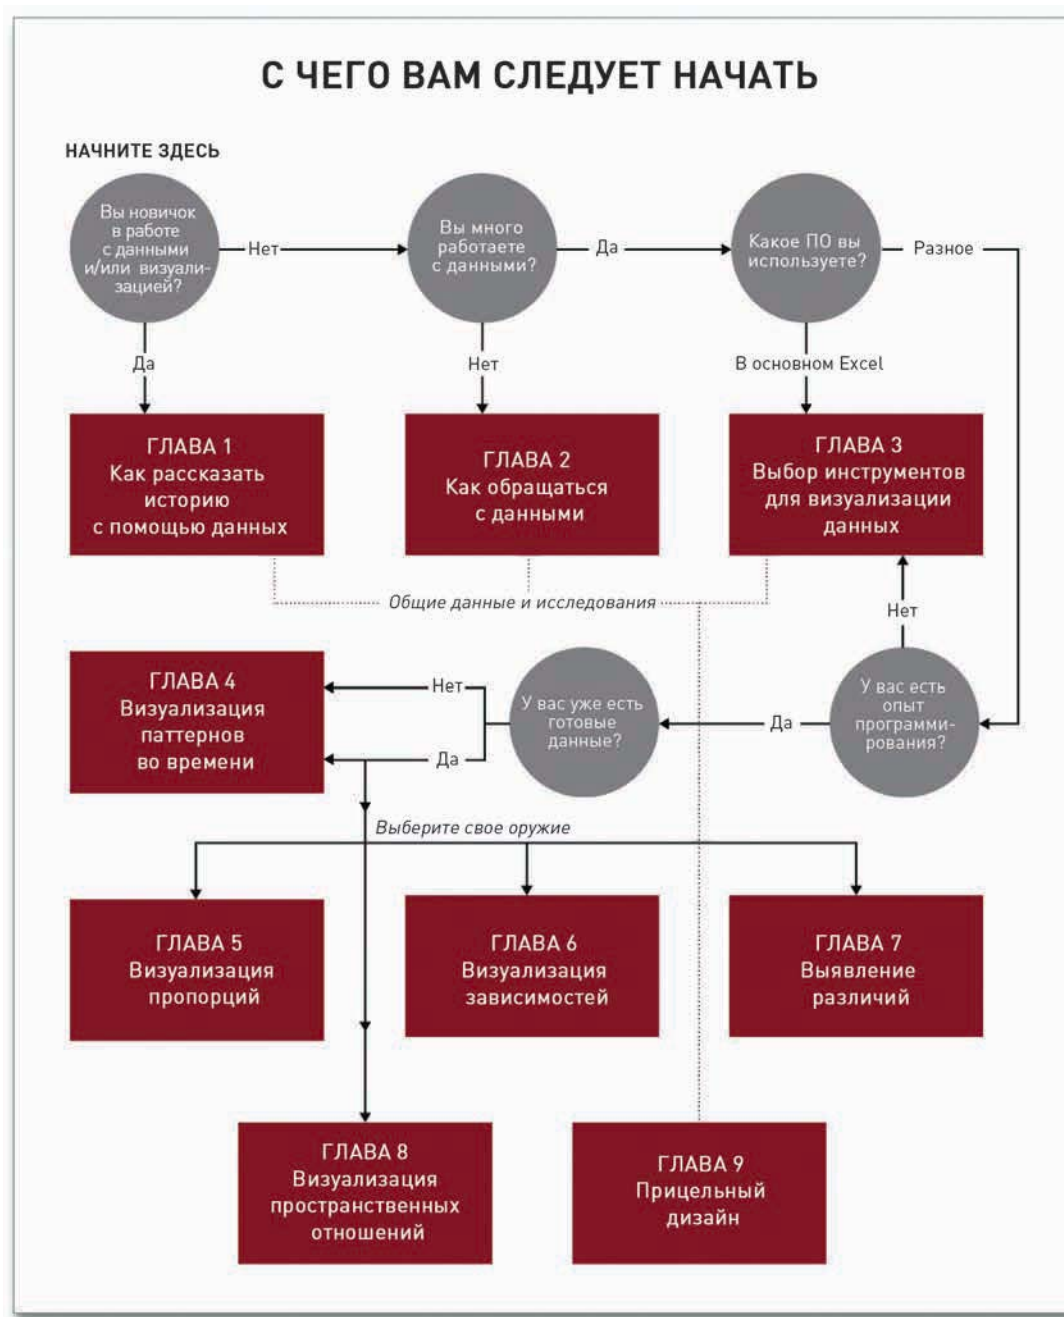 С ЧЕГО ВАМ СЛЕДУЕТ НАЧАТЬ
НАЧНИТЕ ЗДЕСЬ
Вы новичок
в работе
с данными
и/или визуали-
зацией?
Нет
Вы много
работаете
с данными?
Да
Какое ПО вы
используете?
Разное
Да
Нет
В основном Excel
ГЛАВА 1
Как рассказать
историю
с помощью данных
ГЛАВА 2
Как обращаться
с данными
ГЛАВА 3
Выбор инструментов
для визуализации
данных
Общие данные и исследования
Нет
ГЛАВА 4
Визуализация
паттернов
во времени
Нет
Да
У вас уже есть
готовые
данные?
Да
У вас есть
опыт
программи-
рования?
Выберите свое оружие
ГЛАВА 5
Визуализация
пропорций
ГЛАВА 6
Визуализация
зависимостей
ГЛАВА 7
Выявление
различий
ГЛАВА 8
Визуализация
пространственных
отношений
ГЛАВА 9
Прицельный
дизайн